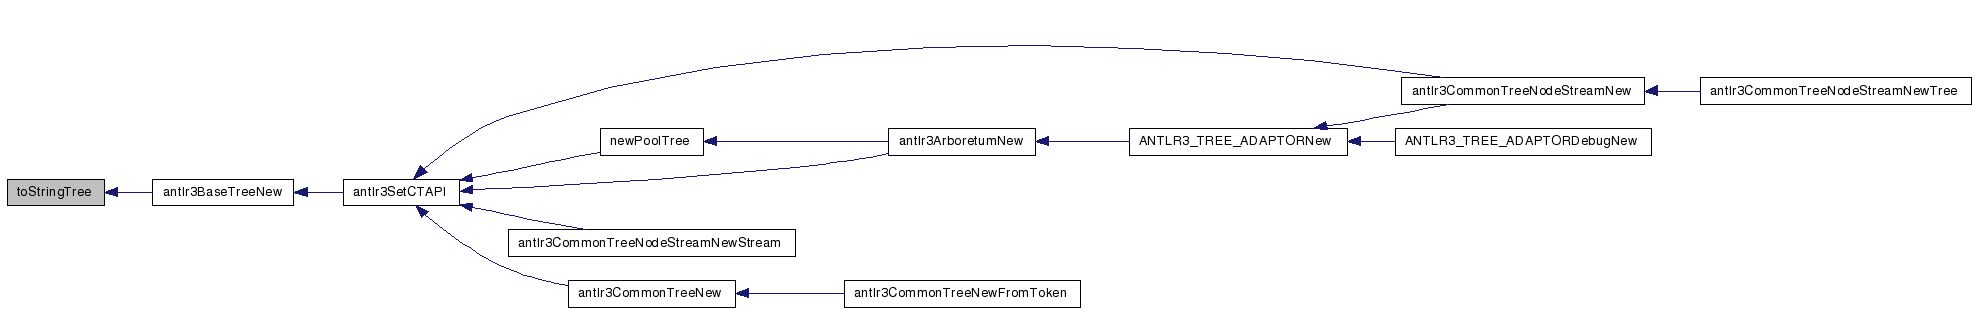 antlr3CommonTreeNodeStreamNew
antlr3CommonTreeNodeStreamNewTree
newPoolTree
antlr3ArboretumNew
ANTLR3_TREE_ADAPTORNew
ANTLR3_TREE_ADAPTORDebugNew
toStringTree
antlr3BaseTreeNew
antlr3SetCTAPI
antlr3CommonTreeNodeStreamNewStream
antlr3CommonTreeNew
antlr3CommonTreeNewFromToken